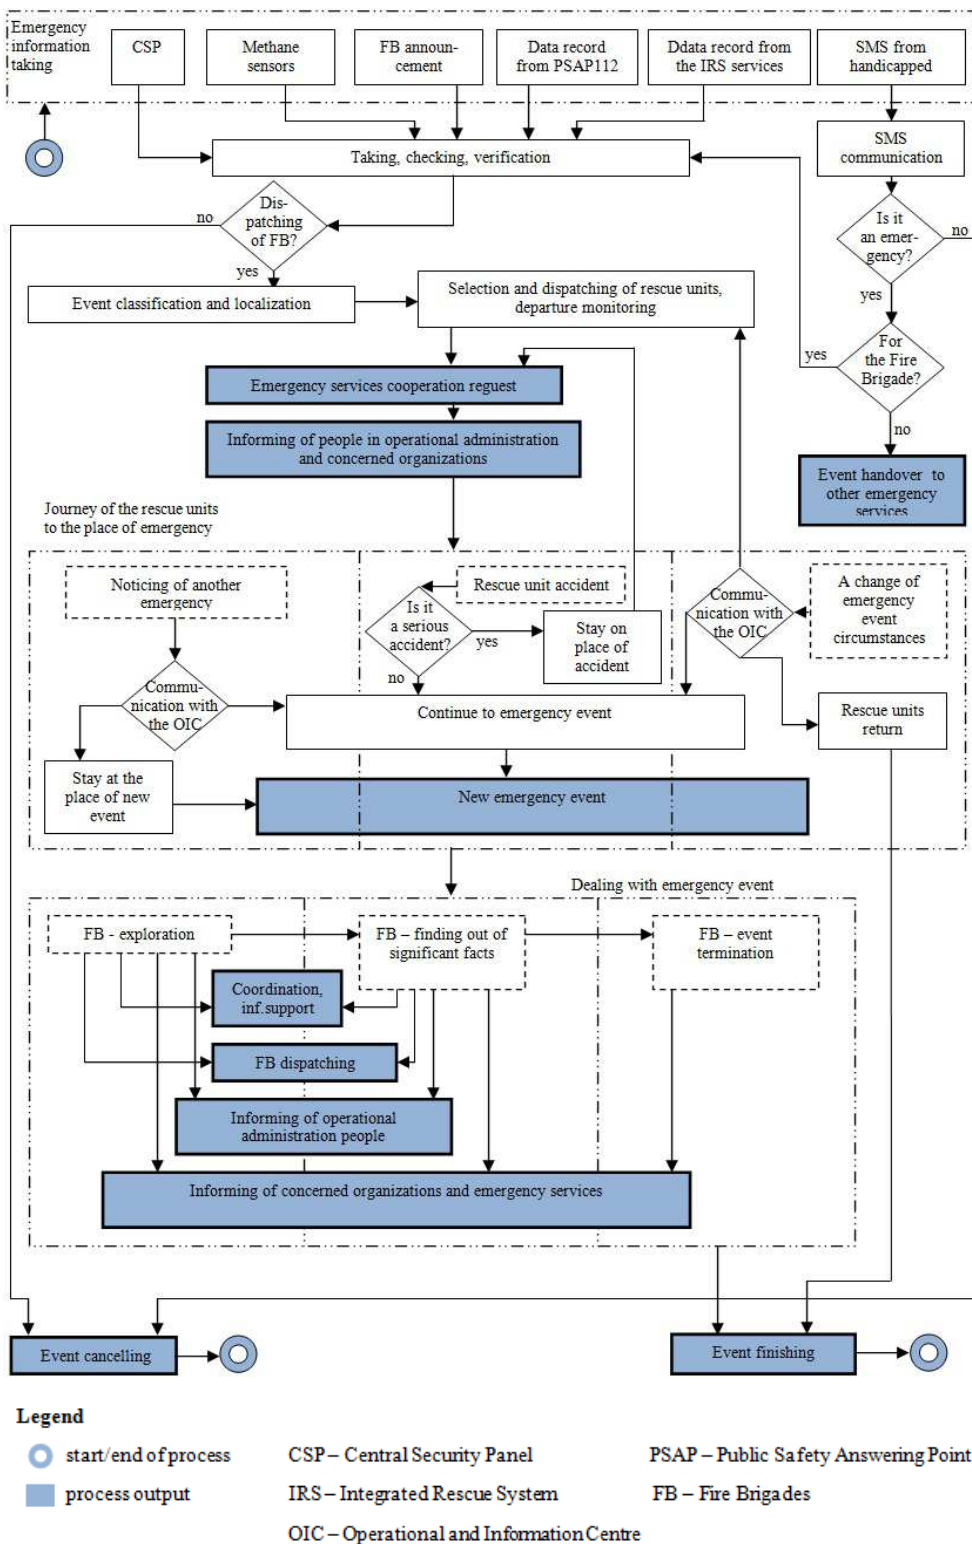 Emergency
information
taking
CSP
Methane
sensors
FB announ-
cement
Data record
from PSAP112
Ddata record from
the IRS services
SMS from
handicapped
Taking, checking, verification
SMS
communication
no
Dis-
patching
of FB?
yes
Is it
an emer-
gency?
no
yes
Event classification and localization
Selection and dispatching of rescue units,
departure monitoring
For
the Fire
Brigade?
yes
no
Emergency services cooperation reguest
Informing of people in operational administration
and concerned organizations
Event handover to
other emergency
services
Journey of the rescue units
to the place of emergency
Noticing of another
emergency
Rescue unit accident
Is it
a serious
accident?
yes
no
Stay on
place of
accident
Commu-
nication with
the OIC
A change of
emergency
event
circumstances
Commu-
nication with
the OIC
Continue to emergency event
Rescue units
return
Stay at the
place of new
event
New emergency event
Dealing with emergency event
FB - exploration
FB – finding out of
significant facts
FB – event
termination
Coordination,
inf.support
FB dispatching
Informing of operational
administration people
Informing of concerned organizations and emergency services
Event cancelling
Event finishing
Legend
start/end of process
CSP – Central Security Panel
PSAP – Public Safety Answering Point
process output
IRS – Integrated Rescue System
FB – Fire Brigades
OIC – Operational and Information Centre